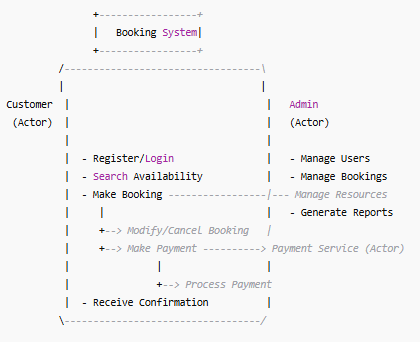 +----------------+
|   Booking System|
+----------------+
/--------------------------------\
|                                |
Customer  |                                |   Admin
(Actor)  |                                |   (Actor)
|                                |
|  - Register/Login              |   - Manage Users
|  - Search Availability         |   - Manage Bookings
|  - Make Booking ----------------|--- Manage Resources
|     |                          |   - Generate Reports
|     +--> Modify/Cancel Booking   |
|     +--> Make Payment ----------> Payment Service (Actor)
|               |                 |
|               +--> Process Payment
|  - Receive Confirmation         |
\--------------------------------/